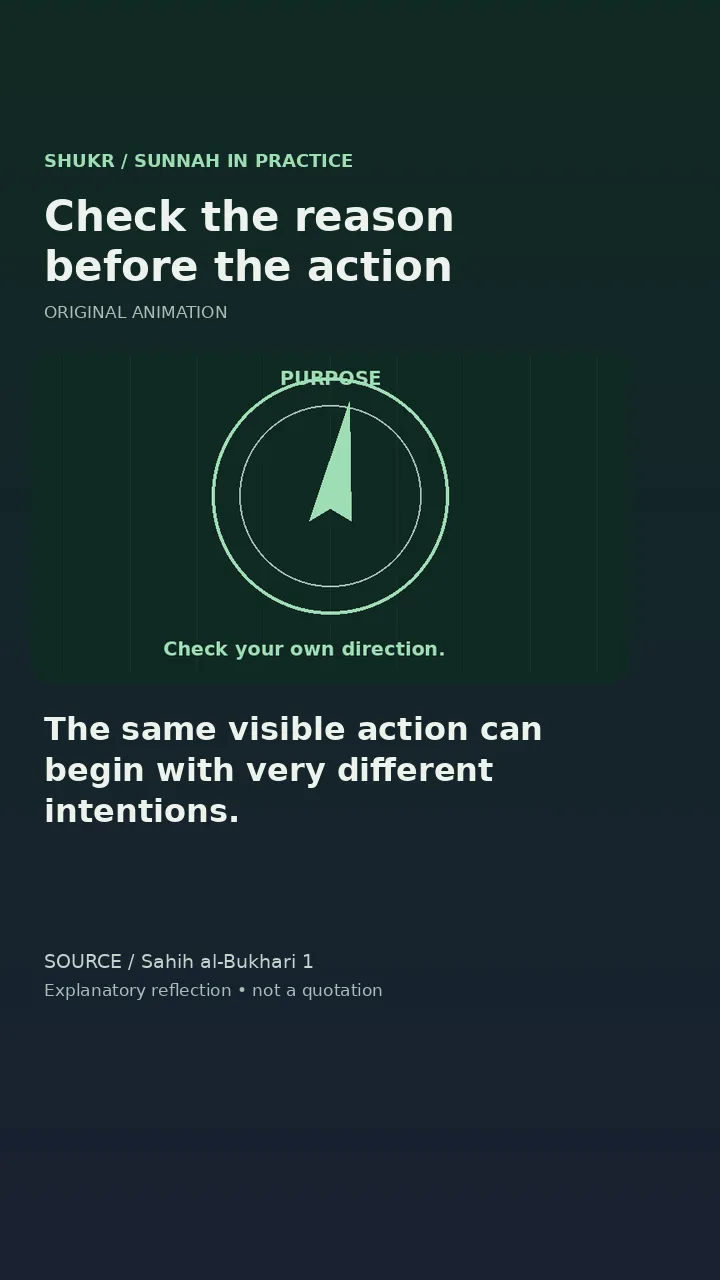 SHUKR / SUNNAH IN PRACTICE
Check the reason
before the action
ORIGINAL ANIMATION
PURPOSE
Check your own direction.
The same visible action can
begin with very different
intentions.
SOURCE / Sahih al-Bukhari 1
Explanatory reflection • not a quotation